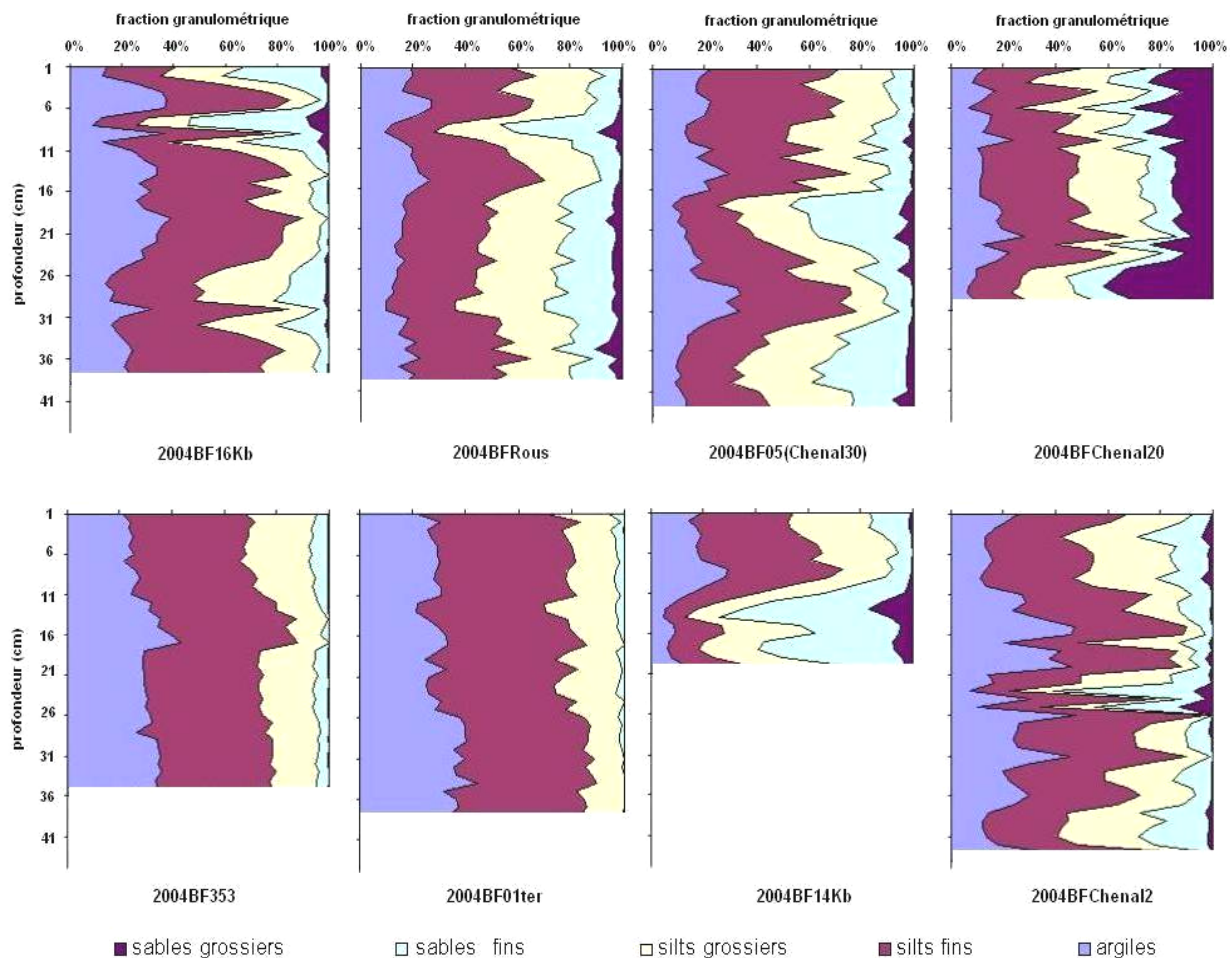 fraction granulométrique
fraction granulométrique
fraction granulométrique
fraction granulométrique
0% 20% 40% 60% 80% 100%
0% 20% 40% 60% 80% 100%
0% 20% 40% 60% 80% 100%
0% 20% 40% 60% 80% 100%
profondeur (cm)
1
6
11
16
21
26
31
36
41
2004BF16Kb
2004BFRous
2004BF05(Chenal30)
2004BFChenal20
profondeur (cm)
1
6
11
16
21
26
31
36
41
2004BF353
2004BF01ter
2004BF14Kb
2004BFChenal2
sables grossiers
sables fins
silts grossiers
silts fins
argiles